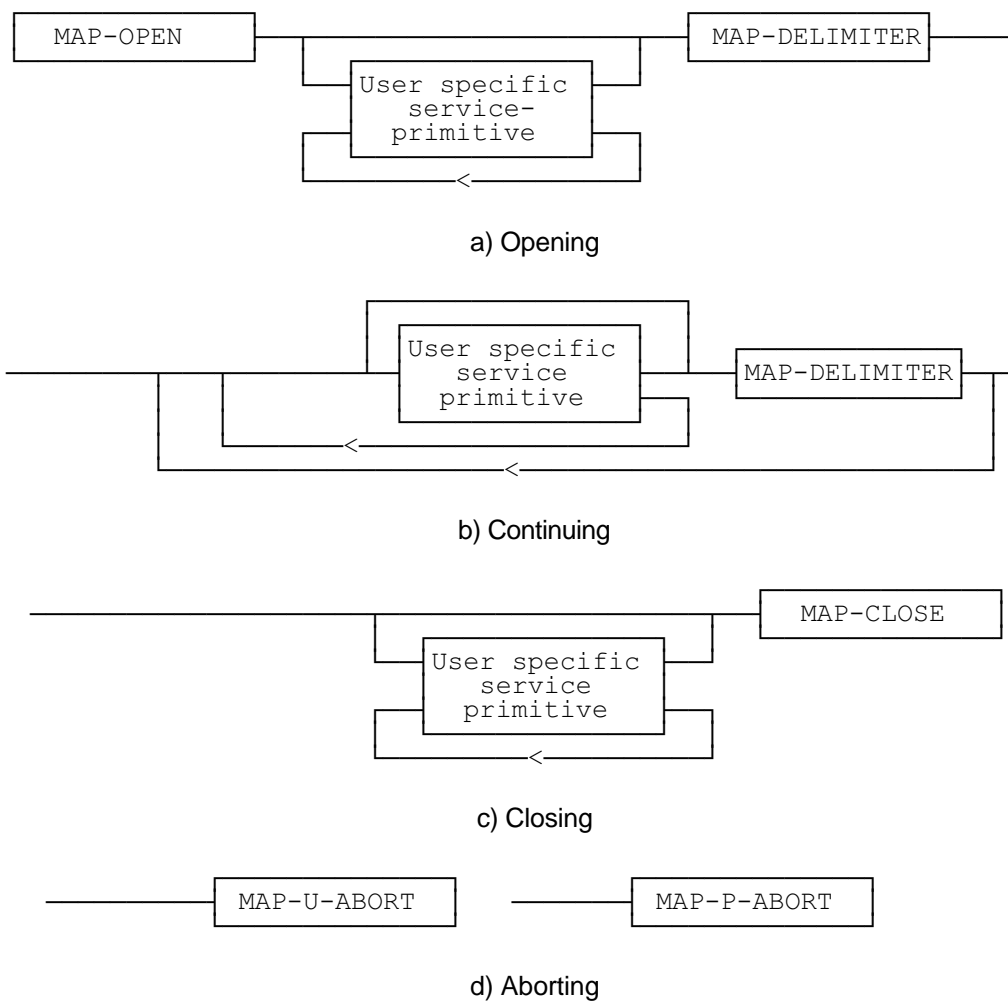 MAP-OPEN
MAP-DELIMITER
User specific
service-
primitive
<
a) Opening
User specific
service
primitive
MAP-DELIMITER
<
<
b) Continuing
MAP-CLOSE
User specific
service
primitive
<
c) Closing
MAP-U-ABORT
MAP-P-ABORT
d) Aborting